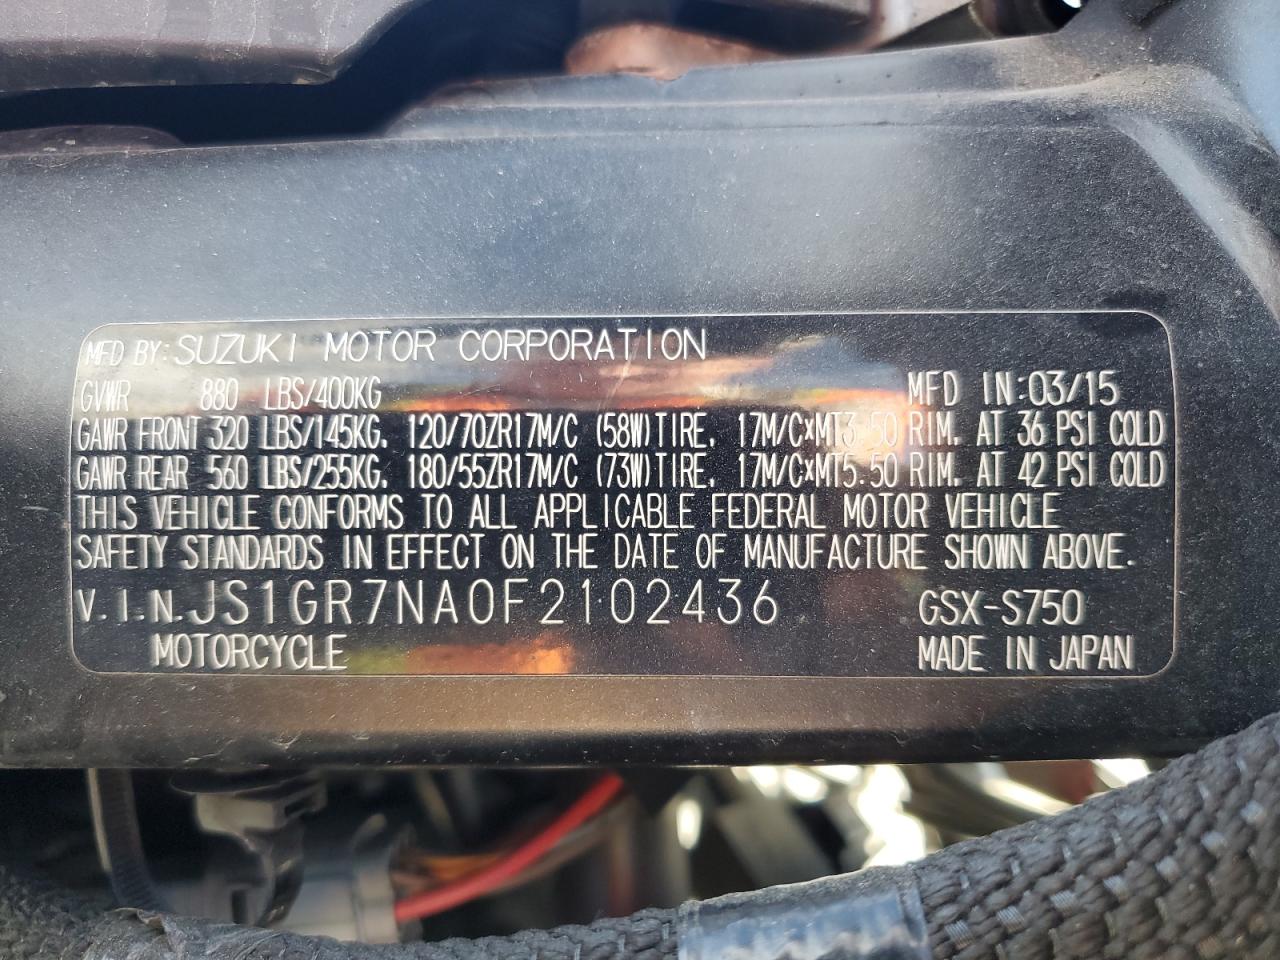 MFD BY: SUZUKI MOTOR CORPORATION
GVWR 880 LBS/400KG MFD IN:03/15
GAWR FRONT 320 LBS/145KG. 120/70ZR17M/C (58W)TIRE. 17M/C×MT3.50 RIM. AT 36 PSI COLD
GAWR REAR 560 LBS/255KG. 180/55ZR17M/C (73W)TIRE. 17M/C×MT5.50 RIM. AT 42 PSI COLD
THIS VEHICLE CONFORMS TO ALL APPLICABLE FEDERAL MOTOR VEHICLE
SAFETY STANDARDS IN EFFECT ON THE DATE OF MANUFACTURE SHOWN ABOVE.
V.I.N. JS1GR7NA0F2102436 GSX-S750
MOTORCYCLE MADE IN JAPAN